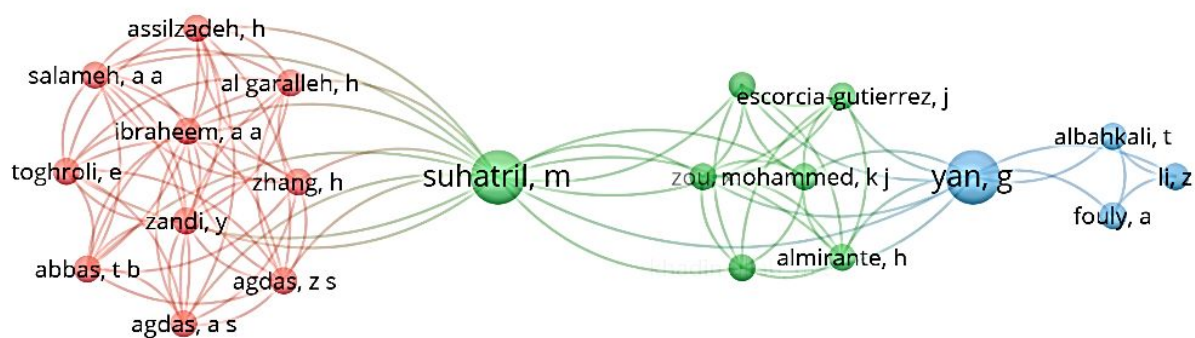 assilzadeh, h
salameh, a a
al garalleh, h
ibraheem, a a
toghroli, e
zhang, h
zandi, y
abbas, t b
agdas, z s
agdas, a s
suhatril, m
escorcia-gutierrez, j
zou, mohammed, k j
almirante, h
yan, g
albahkali, t
li, z
fouly, a